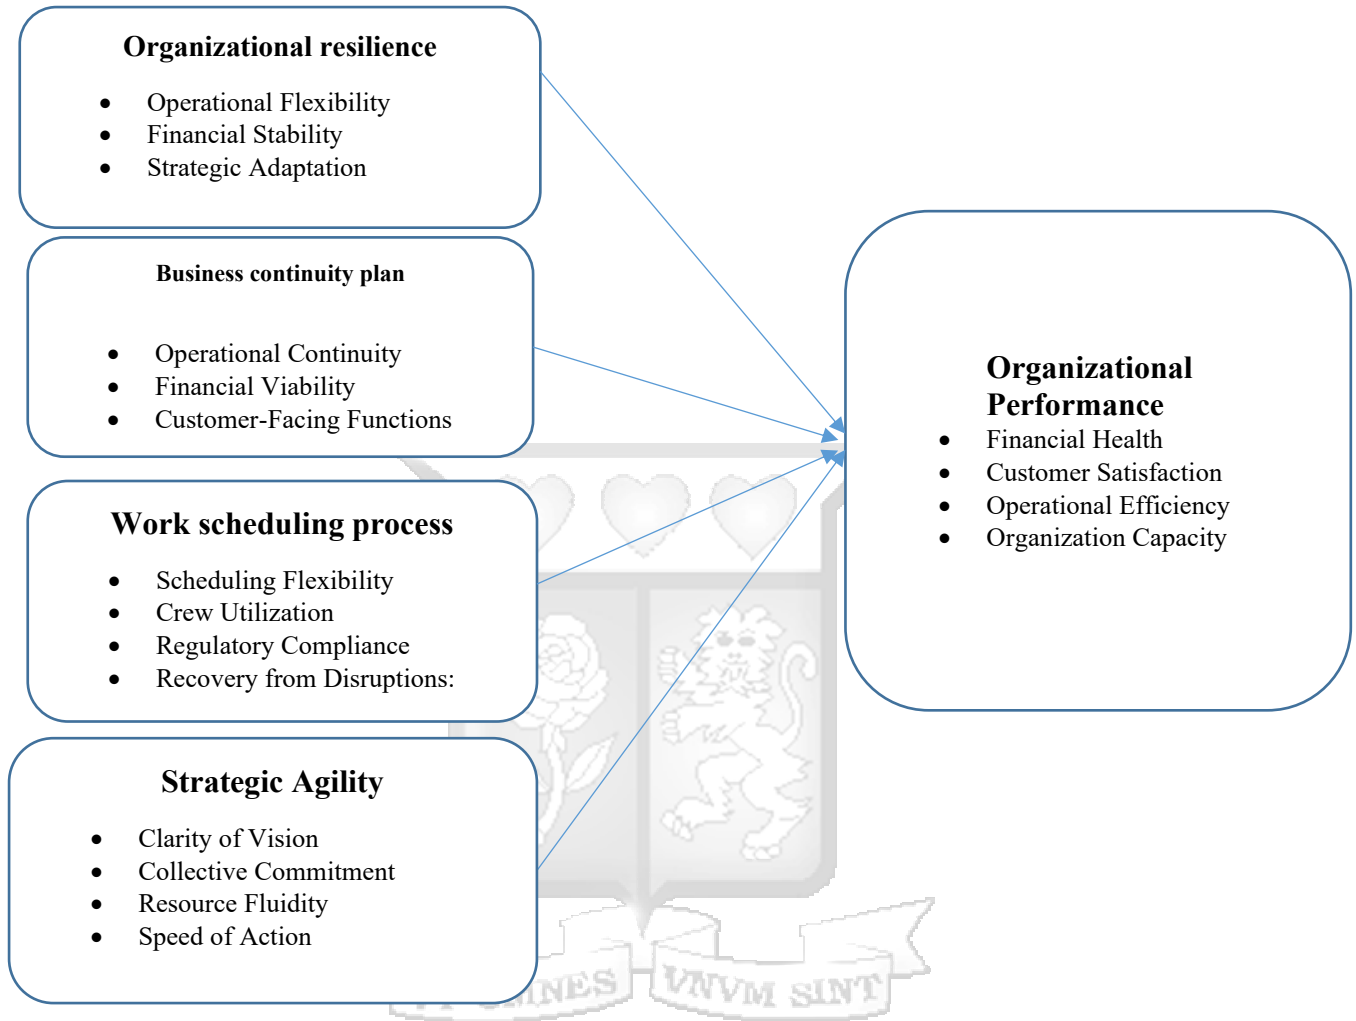 Organizational resilience
• Operational Flexibility
• Financial Stability
• Strategic Adaptation
Business continuity plan
• Operational Continuity
• Financial Viability
• Customer-Facing Functions
Work scheduling process
• Scheduling Flexibility
• Crew Utilization
• Regulatory Compliance
• Recovery from Disruptions:
Strategic Agility
• Clarity of Vision
• Collective Commitment
• Resource Fluidity
• Speed of Action
Organizational
Performance
• Financial Health
• Customer Satisfaction
• Operational Efficiency
• Organization Capacity
VNVM SINT